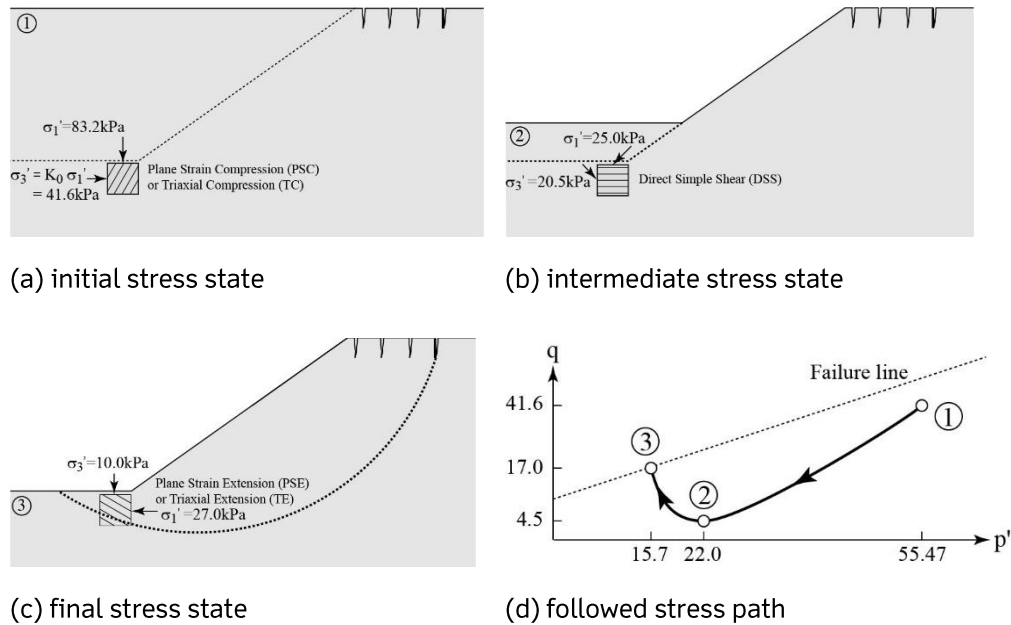 ①
σ₁'=83.2kPa
σ₃' = K₀ σ₁'
= 41.6kPa
Plane Strain Compression (PSC)
or Triaxial Compression (TC)
(a) initial stress state
②
σ₁'=25.0kPa
σ₃'=20.5kPa
Direct Simple Shear (DSS)
(b) intermediate stress state
σ₃'=10.0kPa
③
Plane Strain Extension (PSE)
or Triaxial Extension (TE)
σ₁'=27.0kPa
(c) final stress state
q
Failure line
41.6
①
③
17.0
②
4.5
15.7 22.0 55.47 p'
(d) followed stress path